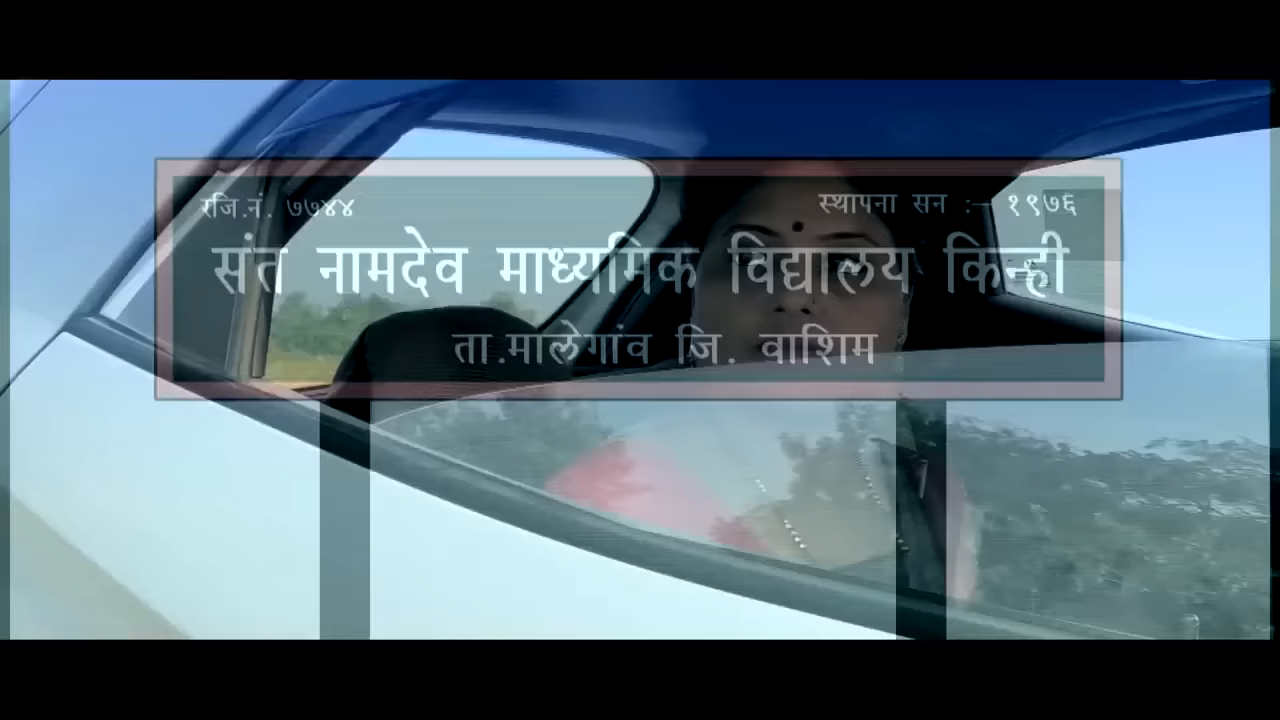 रजि.नं. ७७४४ स्थापना सन :- १९७६
संत नामदेव माध्यमिक विद्यालय किन्ही
ता.मालेगाव जि. वाशिम